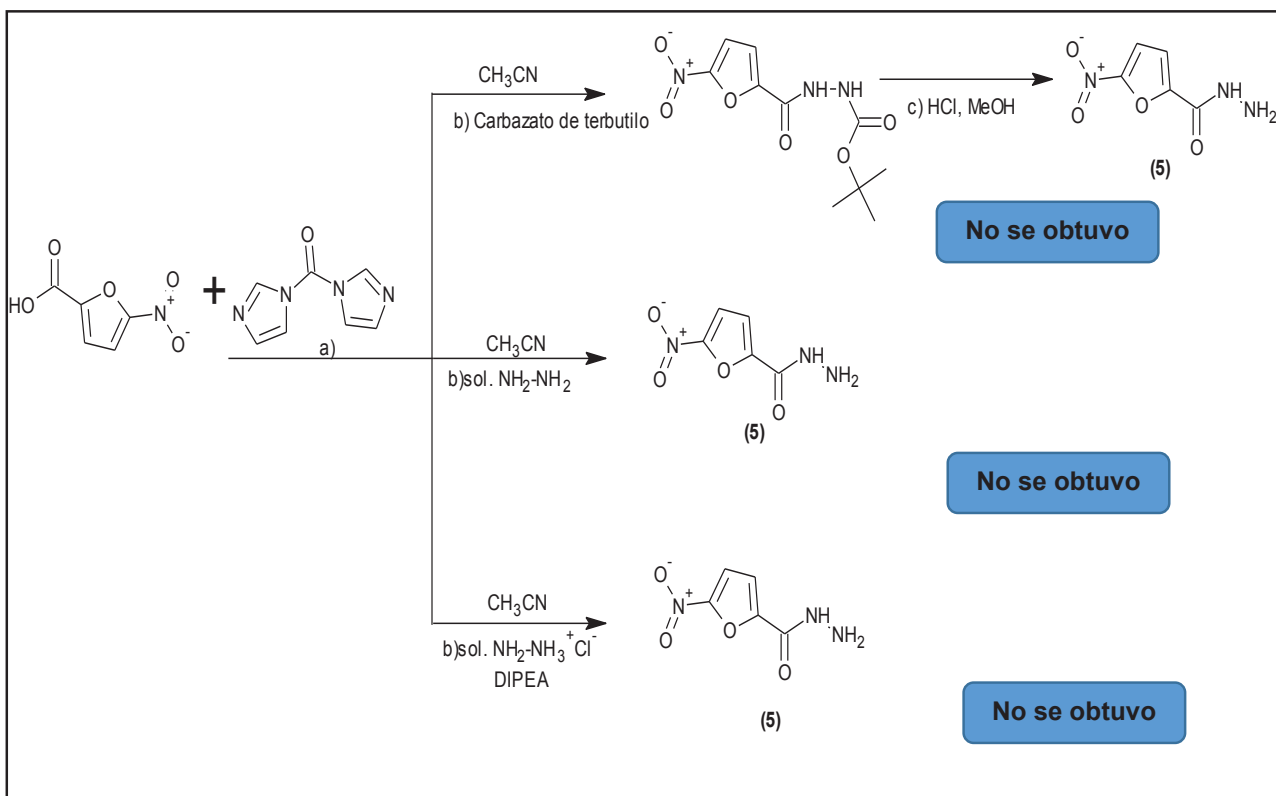 CH3CN
b) Carbazato de terbutilo
O- N+ O O O NH-NH O O
c) HCl, MeOH
O- N+ O O O NH NH2
(5)
No se obtuvo
HO O O N+ O O-
+
O N N N N
a)
CH3CN
b)sol. NH2-NH2
O- N+ O O O NH NH2
(5)
No se obtuvo
CH3CN
b)sol. NH2-NH3+Cl-
DIPEA
O- N+ O O O NH NH2
(5)
No se obtuvo